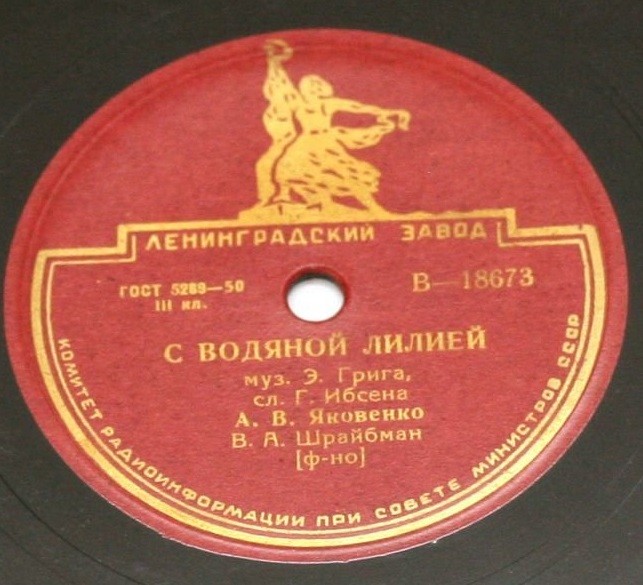 ЛЕНИНГРАДСКИЙ ЗАВОД
ГОСТ 5289—50
III кл.
В—18673
С ВОДЯНОЙ ЛИЛИЕЙ
муз. Э. Грига,
сл. Г. Ибсена
А. В. Яковенко
В. А. Шрайбман
[ф-но]
КОМИТЕТ РАДИОИНФОРМАЦИИ ПРИ СОВЕТЕ МИНИСТРОВ СССР